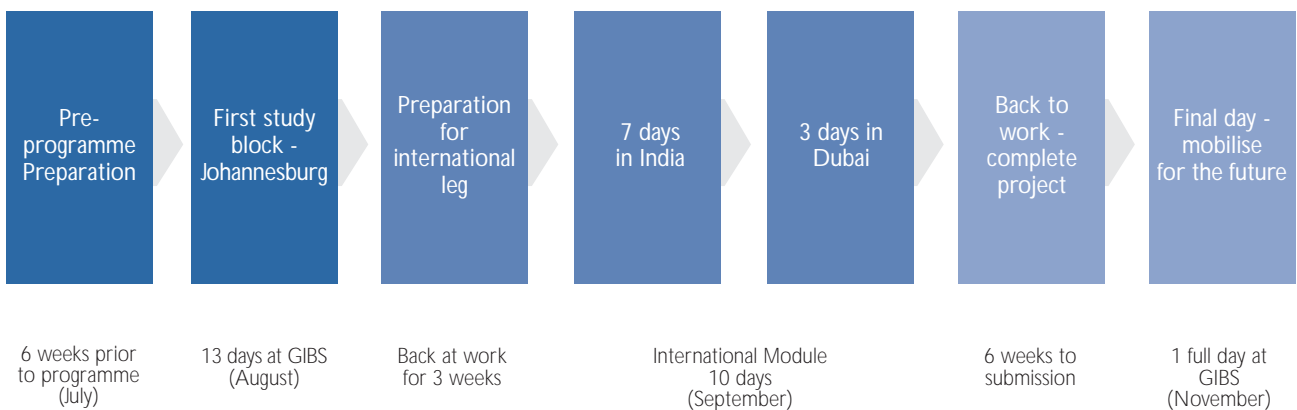 Pre-
programme
Preparation
First study
block -
Johannesburg
Preparation
for
international
leg
7 days
in India
3 days in
Dubai
Back to
work -
complete
project
Final day -
mobilise
for the future
6 weeks prior
to programme
(July)
13 days at GIBS
(August)
Back at work
for 3 weeks
International Module
10 days
(September)
6 weeks to
submission
1 full day at
GIBS
(November)